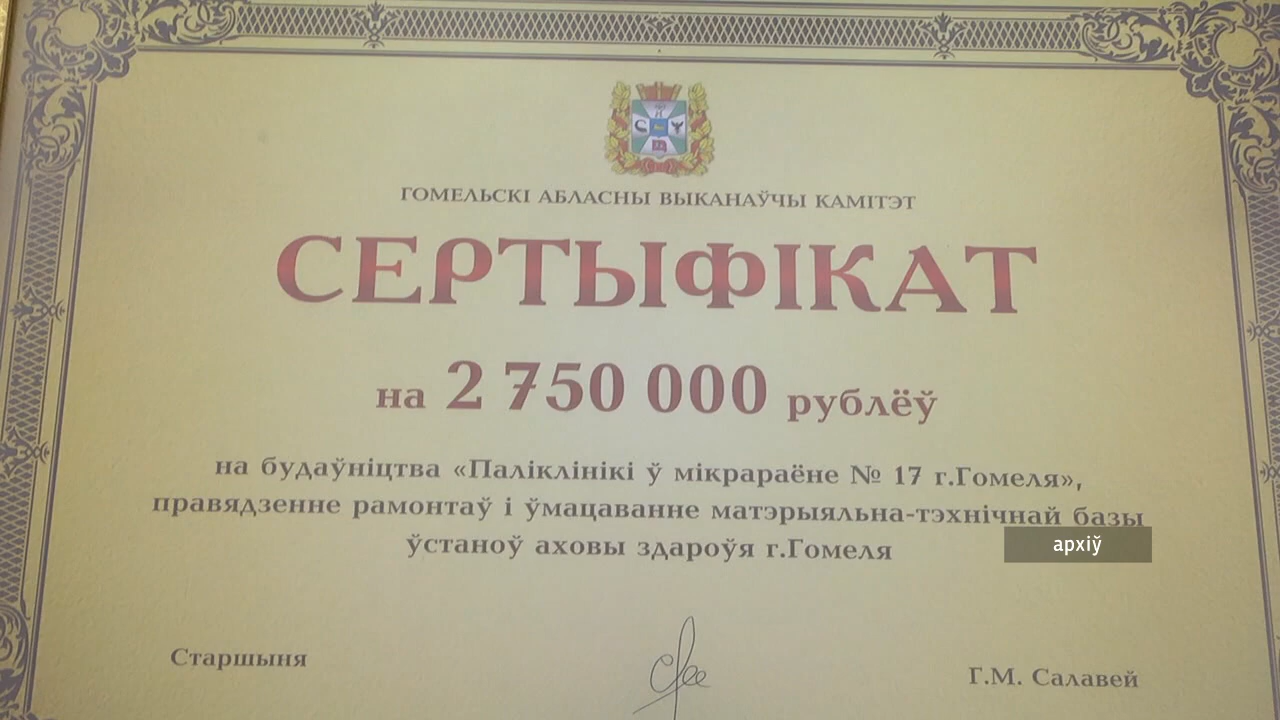 ГОМЕЛЬСКІ АБЛАСНЫ ВЫКАНАЎЧЫ КАМІТЭТ
СЕРТЫФІКАТ
на 2 750 000 рублёў
на будаўніцтва «Паліклінікі ў мікрараёне № 17 г.Гомеля»,
правядзенне рамонтаў і ўмацаванне матэрыяльна-тэхнічнай базы
ўстаноў аховы здароўя г.Гомеля
архіў
Старшыня
Г.М. Салавей